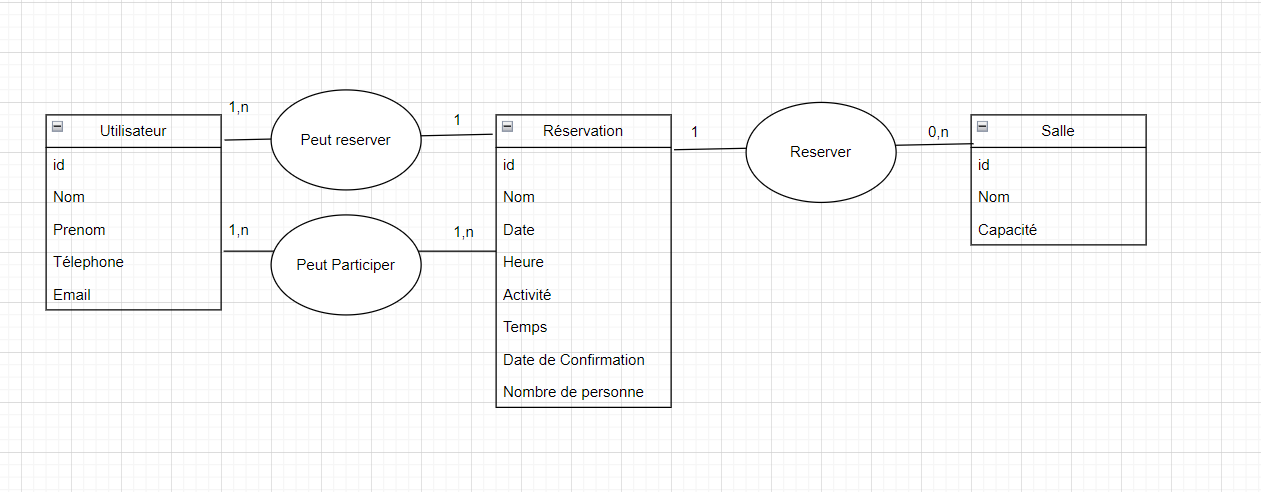 Utilisateur
id
Nom
Prenom
Télephone
Email
1,n
Peut reserver
1
1,n
Peut Participer
1,n
Réservation
id
Nom
Date
Heure
Activité
Temps
Date de Confirmation
Nombre de personne
1
Reserver
0,n
Salle
id
Nom
Capacité